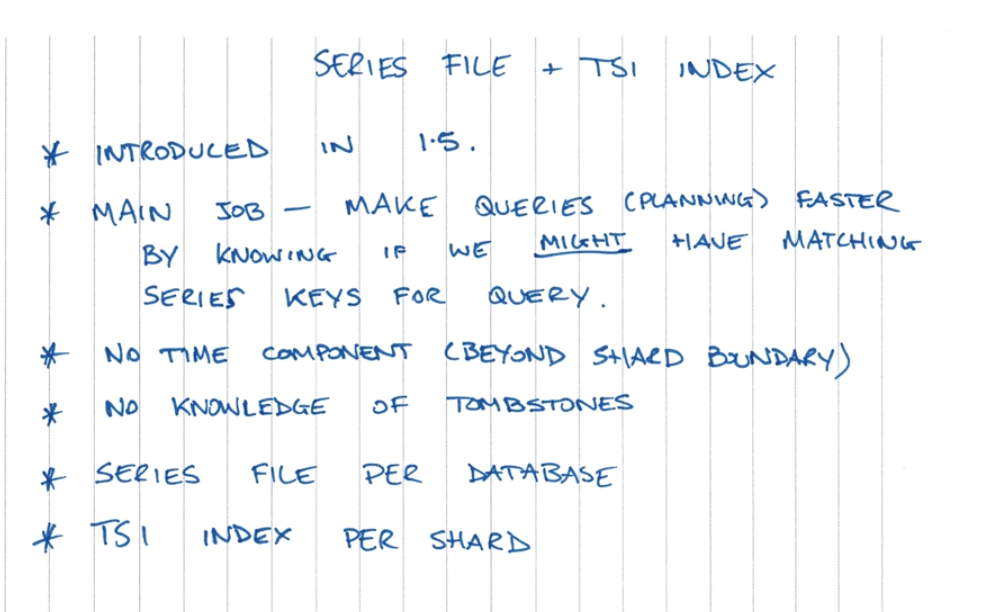 SERIES FILE + TSI INDEX
* INTRODUCED IN 1.5.
* MAIN JOB — MAKE QUERIES (PLANNING) FASTER
BY KNOWING IF WE MIGHT HAVE MATCHING
SERIES KEYS FOR QUERY.
* NO TIME COMPONENT (BEYOND SHARD BOUNDARY)
* NO KNOWLEDGE OF TOMBSTONES
* SERIES FILE PER DATABASE
* TSI INDEX PER SHARD